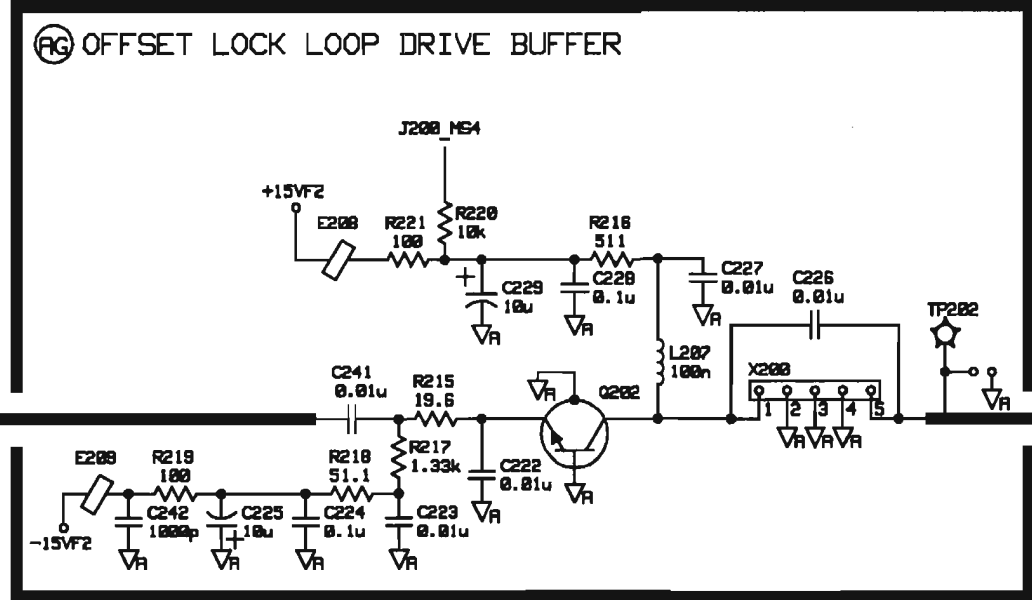 AG OFFSET LOCK LOOP DRIVE BUFFER
J200_MS4
+15VF2
E208
R221
100
R220
10k
R216
511
C229
10u
A
C228
0.1u
A
C227
0.01u
A
C226
0.01u
TP202
A
L207
100n
X200
1 2 3 4 5
A A A
C241
0.01u
R215
19.6
A
Q202
A
R217
1.33k
C222
0.01u
A
E209
R219
100
R218
51.1
-15VF2
C242
1000p
A
C225
10u
A
C224
0.1u
A
C223
0.01u
A